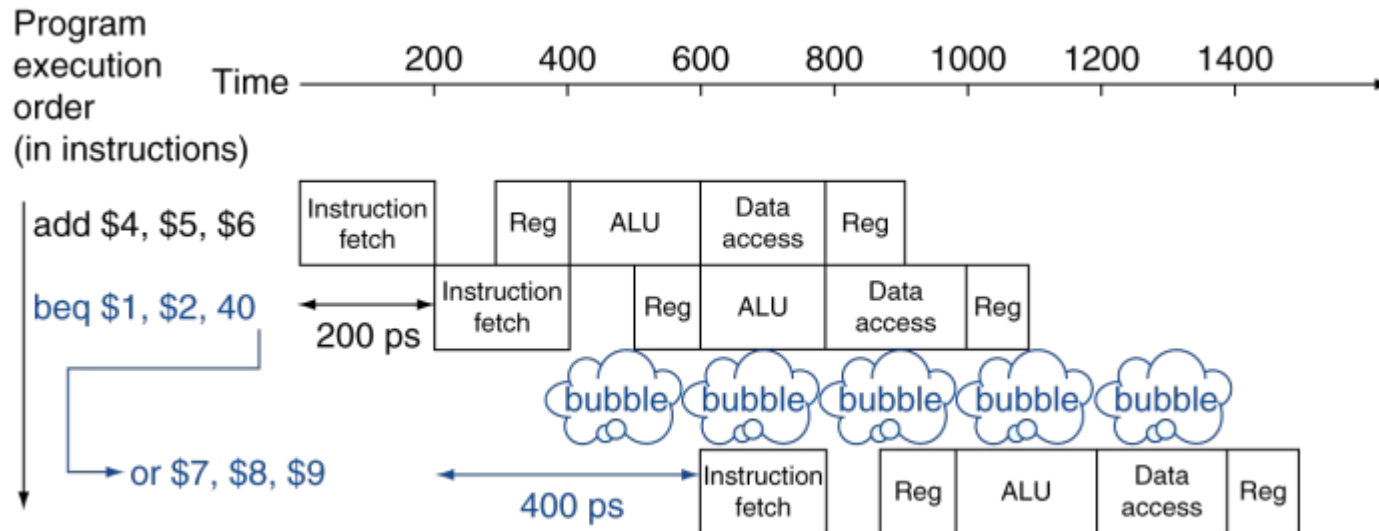 Program
execution
order
(in instructions)
Time
200 400 600 800 1000 1200 1400
add $4, $5, $6
Instruction
fetch
Reg
ALU
Data
access
Reg
beq $1, $2, 40
200 ps
Instruction
fetch
Reg
ALU
Data
access
Reg
bubble bubble bubble bubble bubble
or $7, $8, $9
400 ps
Instruction
fetch
Reg
ALU
Data
access
Reg